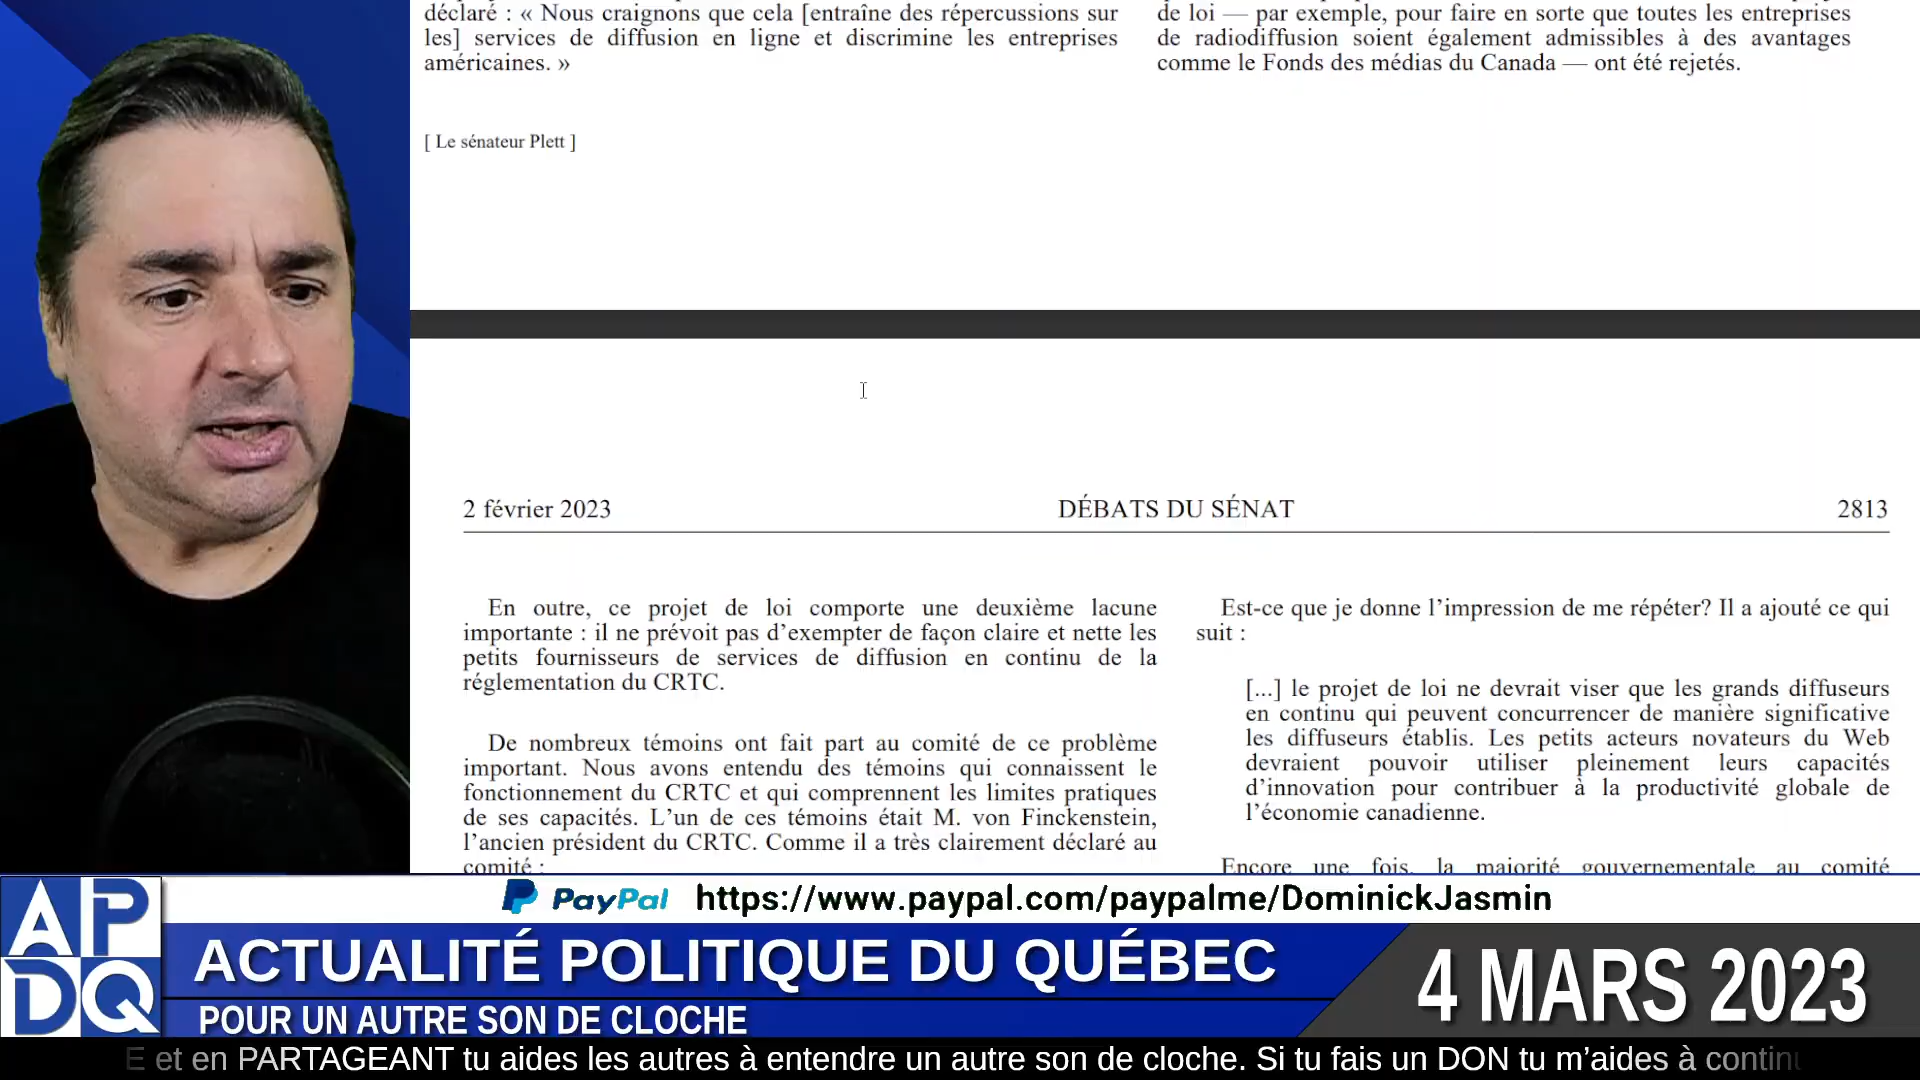 déclaré : « Nous craignons que cela [entraîne des répercussions sur
les] services de diffusion en ligne et discrimine les entreprises
américaines. »
[ Le sénateur Plett ]
de loi — par exemple, pour faire en sorte que toutes les entreprises
de radiodiffusion soient également admissibles à des avantages
comme le Fonds des médias du Canada — ont été rejetés.
2 février 2023 DÉBATS DU SÉNAT 2813
En outre, ce projet de loi comporte une deuxième lacune
importante : il ne prévoit pas d’exempter de façon claire et nette les
petits fournisseurs de services de diffusion en continu de la
réglementation du CRTC.
De nombreux témoins ont fait part au comité de ce problème
important. Nous avons entendu des témoins qui connaissent le
fonctionnement du CRTC et qui comprennent les limites pratiques
de ses capacités. L’un de ces témoins était M. von Finckenstein,
l’ancien président du CRTC. Comme il a très clairement déclaré au
comité :
Est-ce que je donne l’impression de me répéter? Il a ajouté ce qui
suit :
[...] le projet de loi ne devrait viser que les grands diffuseurs
en continu qui peuvent concurrencer de manière significative
les diffuseurs établis. Les petits acteurs novateurs du Web
devraient pouvoir utiliser pleinement leurs capacités
d’innovation pour contribuer à la productivité globale de
l’économie canadienne.
Encore une fois, la majorité gouvernementale au comité
PayPal https://www.paypal.com/paypalme/DominickJasmin
AP
DQ
ACTUALITÉ POLITIQUE DU QUÉBEC
POUR UN AUTRE SON DE CLOCHE
4 MARS 2023
E et en PARTAGEANT tu aides les autres à entendre un autre son de cloche. Si tu fais un DON tu m’aides à contin